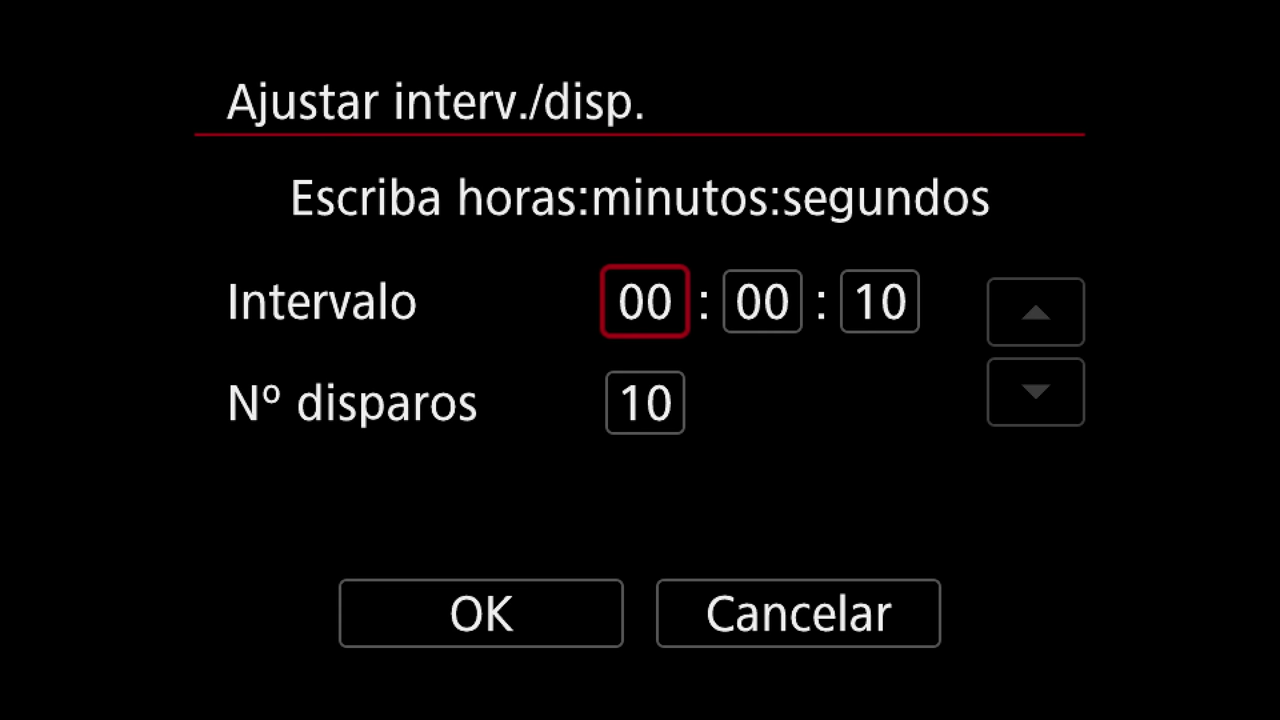 Ajustar interv./disp.
Escriba horas:minutos:segundos
Intervalo 00 : 00 : 10
Nº disparos 10
OK Cancelar